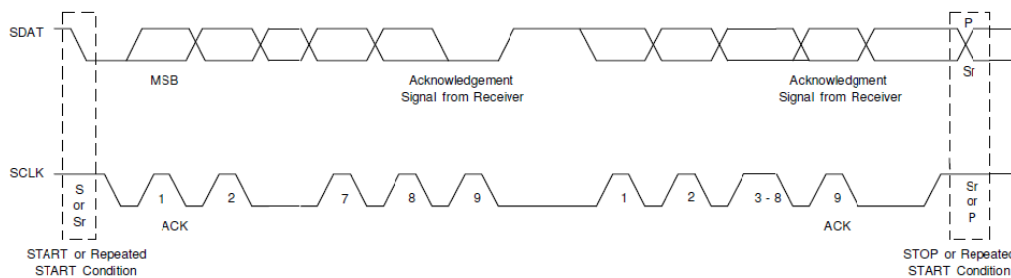 SDAT
P
MSB
Acknowledgement
Signal from Receiver
Acknowledgment
Signal from Receiver
Sr
SCLK
S
or
Sr
1
2
7
8
9
1
2
3 - 8
9
Sr
or
P
ACK
ACK
START or Repeated
START Condition
STOP or Repeated
START Condition